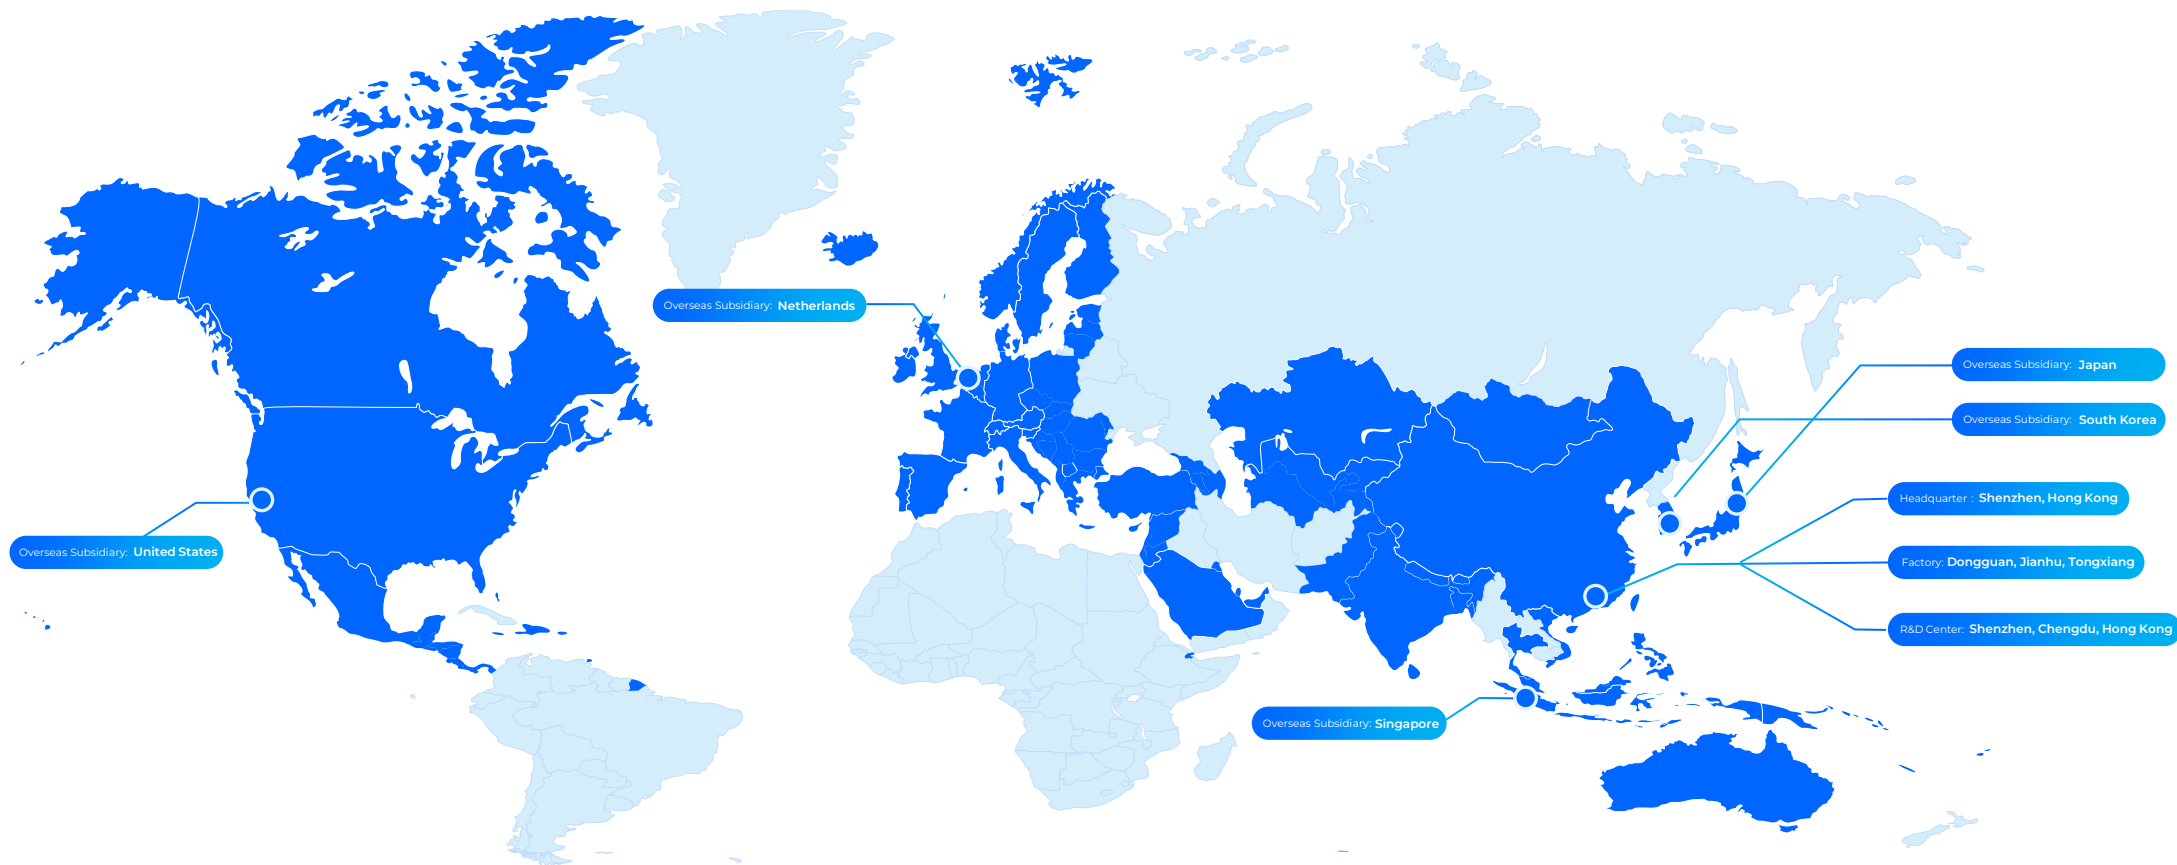 Overseas Subsidiary: Netherlands
Overseas Subsidiary: Japan
Overseas Subsidiary: South Korea
Headquarter : Shenzhen, Hong Kong
Overseas Subsidiary: United States
Factory: Dongguan, Jianhu, Tongxiang
R&D Center: Shenzhen, Chengdu, Hong Kong
Overseas Subsidiary: Singapore